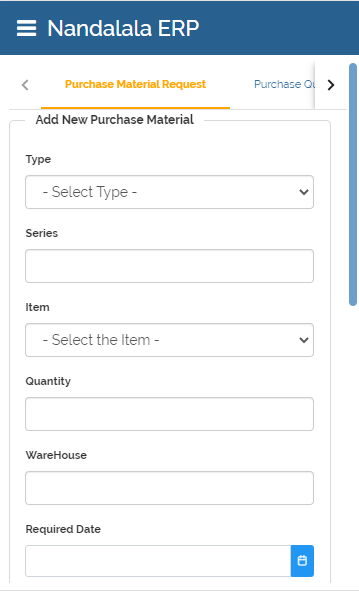 Nandalala ERP
Purchase Material Request
Purchase
Add New Purchase Material
Type
- Select Type -
Series
Item
- Select the Item -
Quantity
WareHouse
Required Date